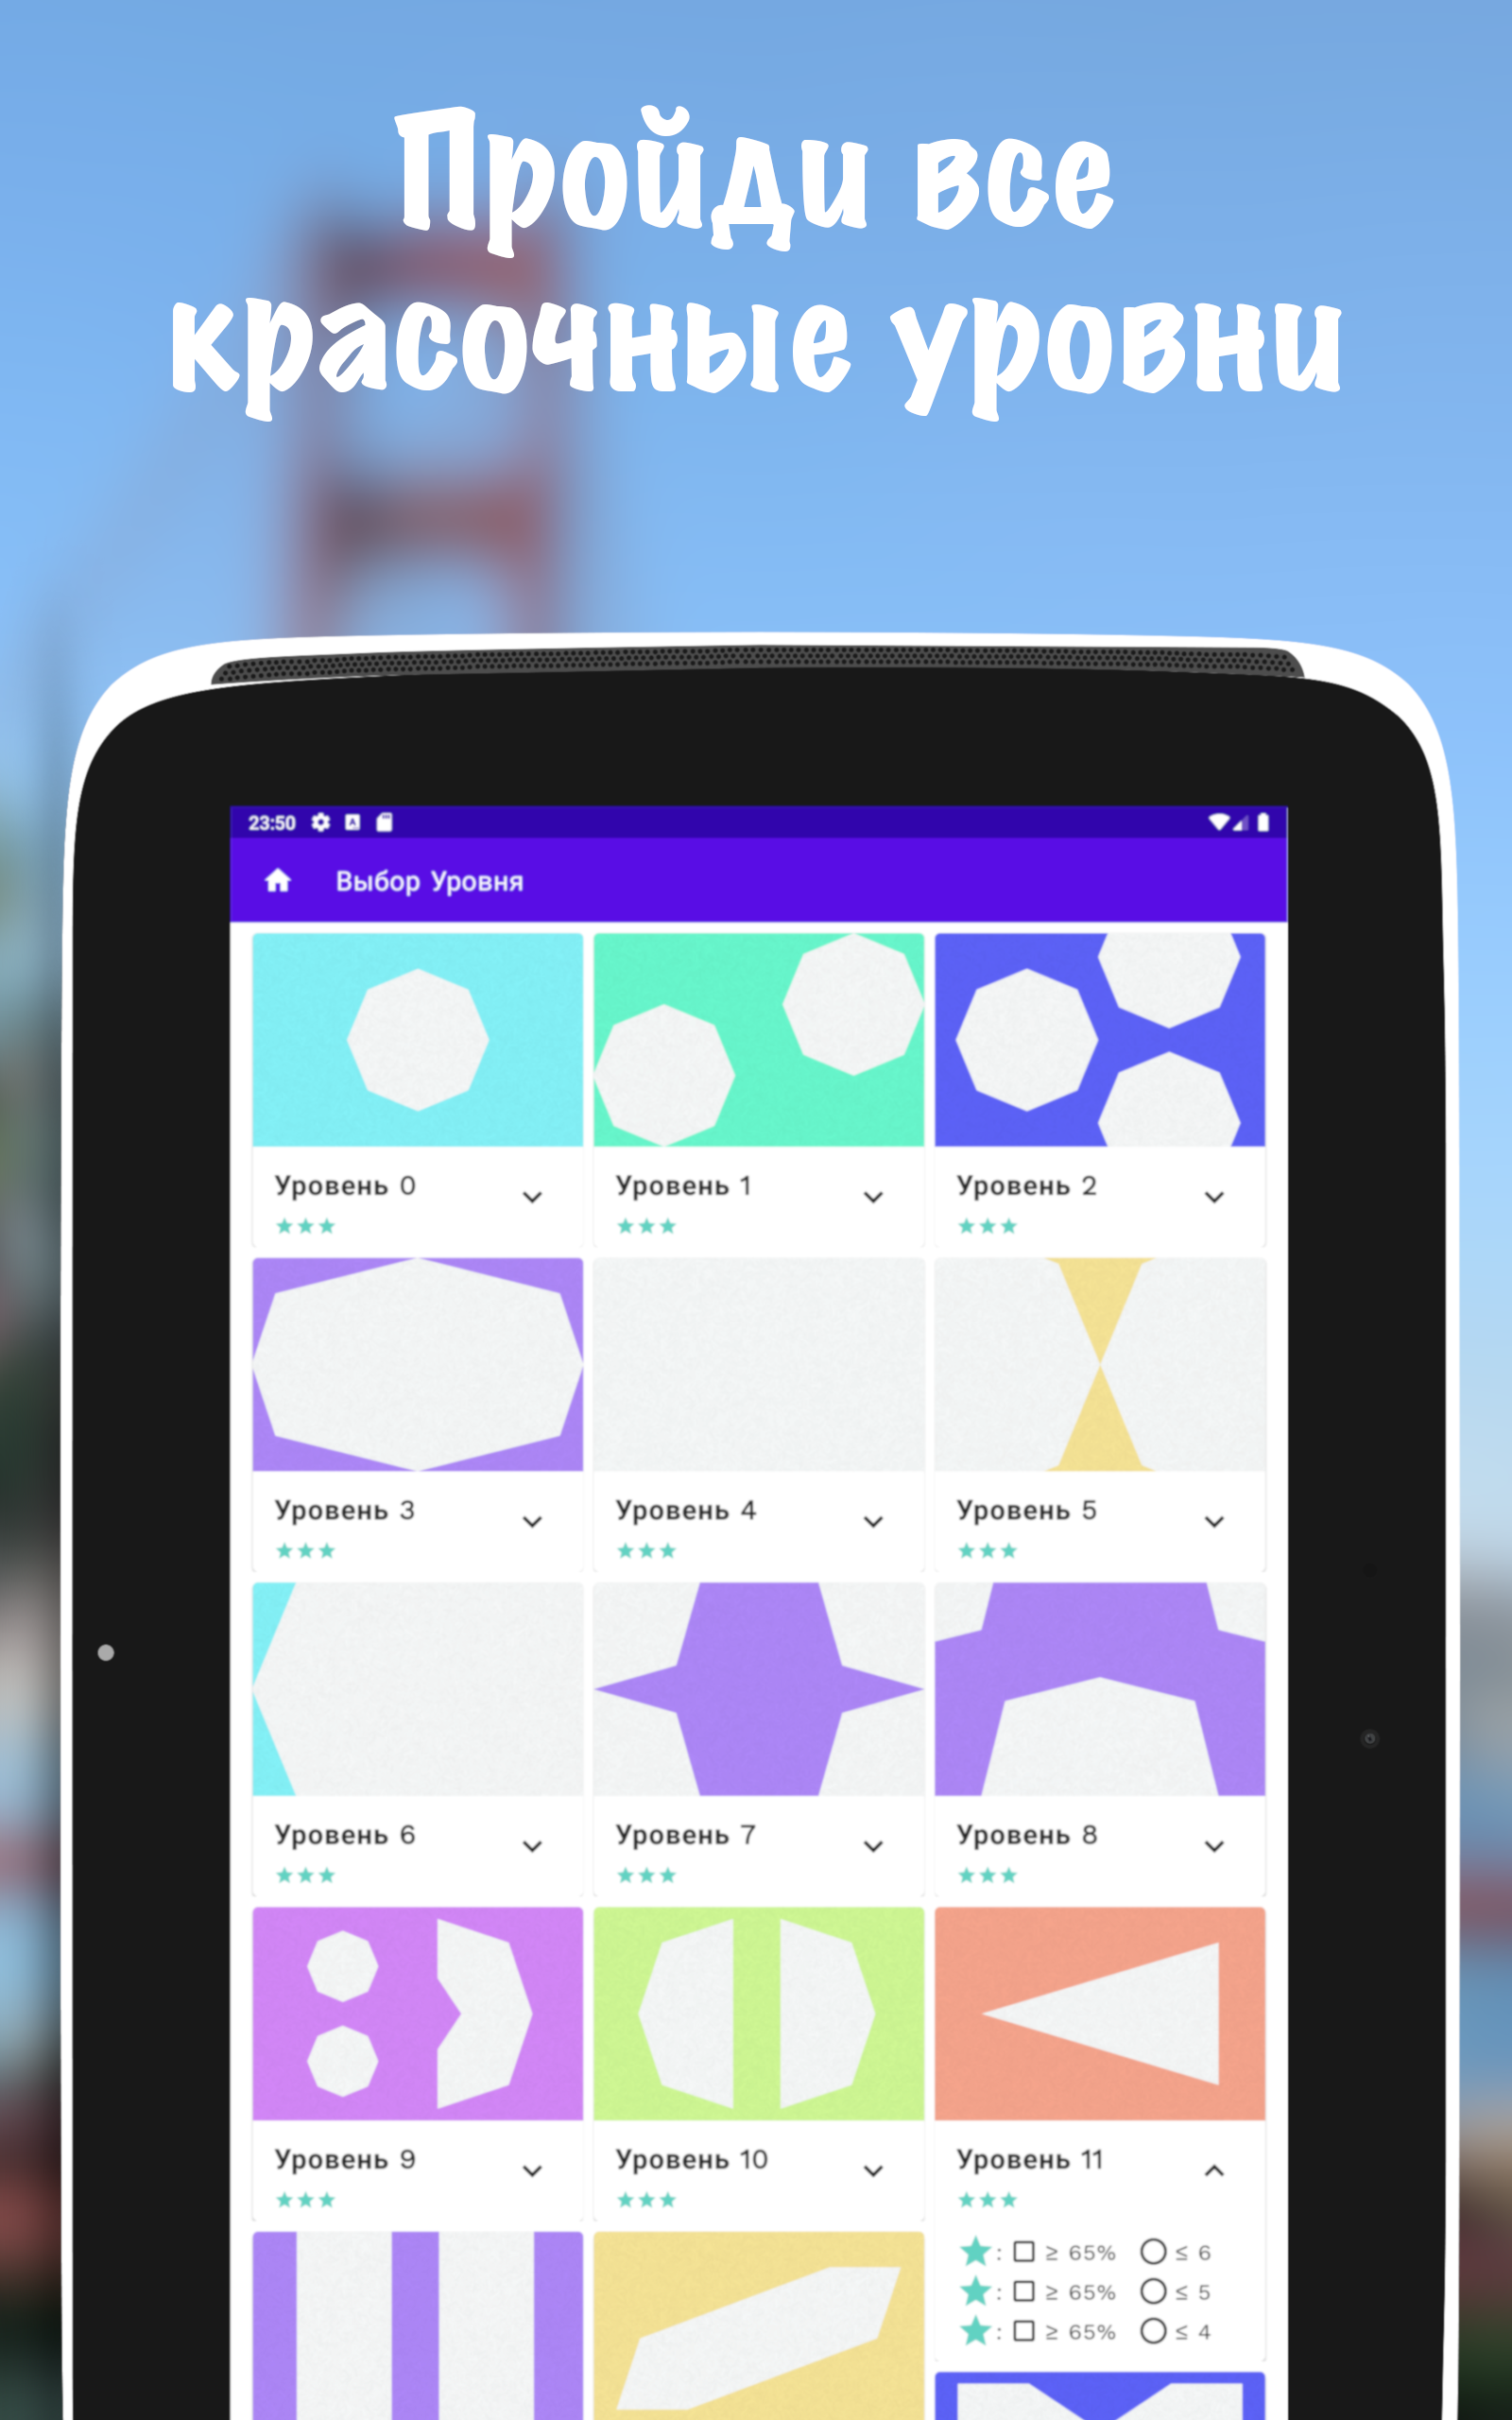 Пройди все
красочные уровни
23:50
Выбор Уровня
Уровень 0
Уровень 1
Уровень 2
Уровень 3
Уровень 4
Уровень 5
Уровень 6
Уровень 7
Уровень 8
Уровень 9
Уровень 10
Уровень 11
: ≥ 65% ≤ 6
: ≥ 65% ≤ 5
: ≥ 65% ≤ 4